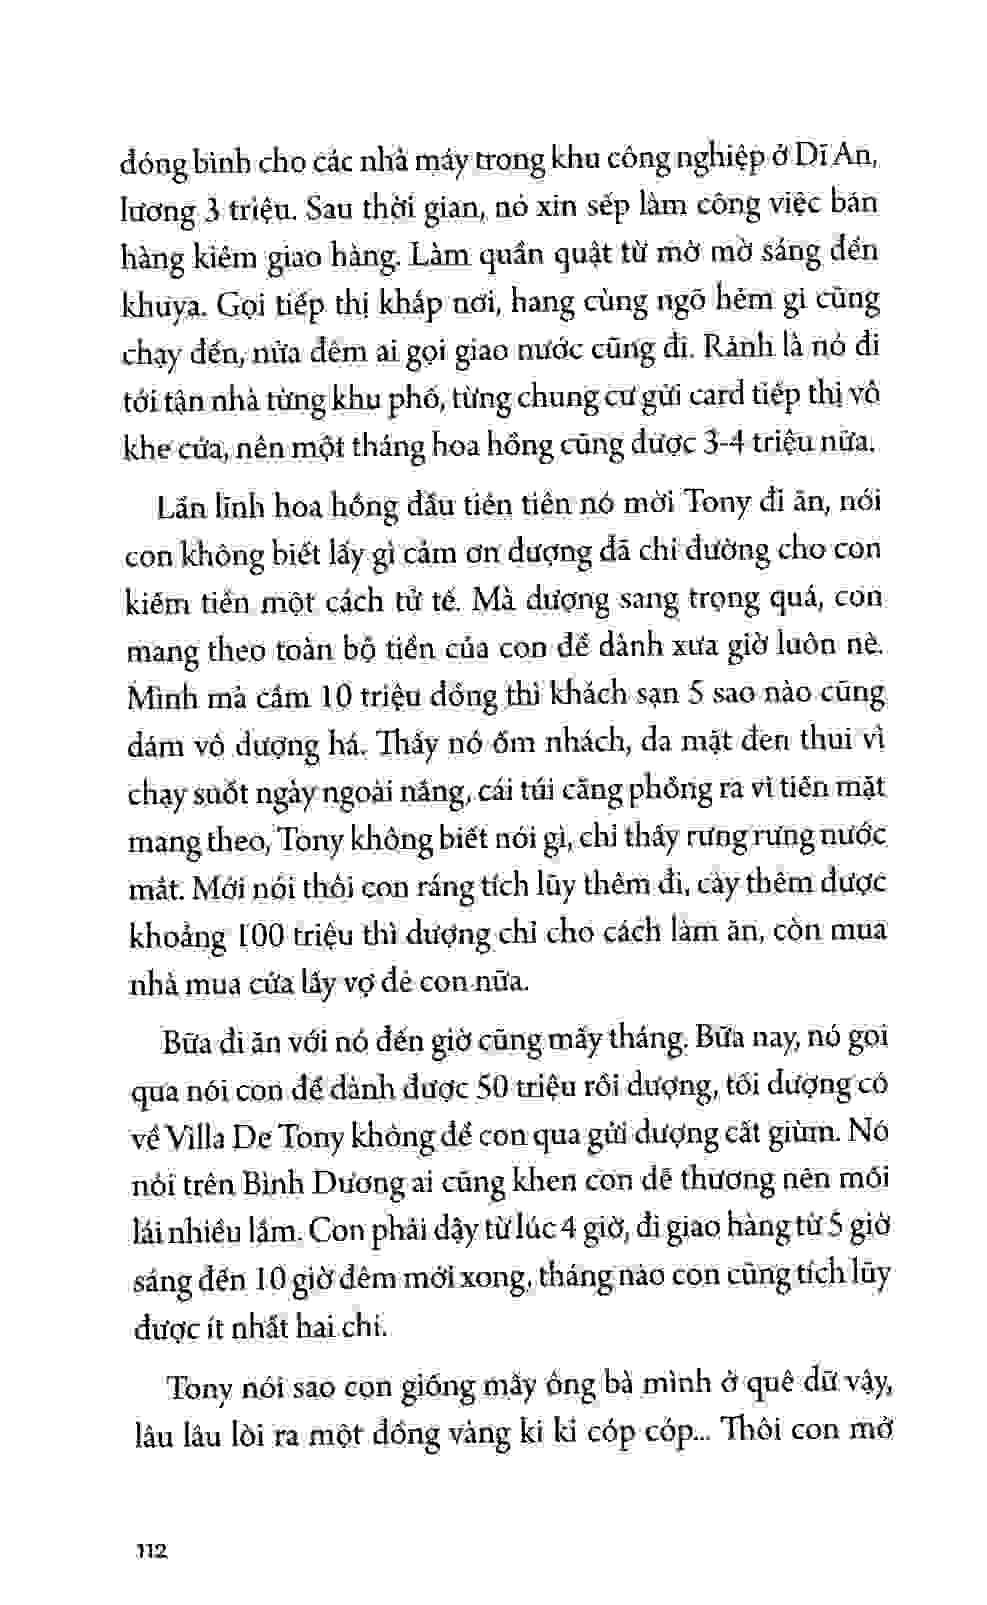 đóng bình cho các nhà máy trong khu công nghiệp ở Dĩ An,
lương 3 triệu. Sau thời gian, nó xin sếp làm công việc bán
hàng kiêm giao hàng. Làm quần quật từ mờ mờ sáng đến
khuya. Gọi tiếp thị khắp nơi, hang cùng ngõ hẻm gì cũng
chạy đến, nửa đêm ai gọi giao nước cũng đi. Rảnh là nó đi
tới tận nhà từng khu phố, từng chung cư gửi card tiếp thị vô
khe cửa, nên một tháng hoa hồng cũng được 3-4 triệu nữa.
Lần lĩnh hoa hồng đầu tiên tiên nó mời Tony đi ăn, nói
con không biết lấy gì cảm ơn dượng đã chỉ đường cho con
kiếm tiền một cách tử tế. Mà dượng sang trọng quá, con
mang theo toàn bộ tiền của con để dành xưa giờ luôn nè.
Mình mà cầm 10 triệu đồng thì khách sạn 5 sao nào cũng
dám vô dượng há. Thấy nó ốm nhách, da mặt đen thui vì
chạy suốt ngày ngoài nắng, cái túi căng phồng ra vì tiền mặt
mang theo, Tony không biết nói gì, chỉ thấy rưng rưng nước
mắt. Mới nói thôi con ráng tích lũy thêm đi, cày thêm được
khoảng 100 triệu thì dượng chỉ cho cách làm ăn, còn mua
nhà mua cửa lấy vợ đẻ con nữa.
Bữa đi ăn với nó đến giờ cũng mấy tháng. Bữa nay, nó gọi
qua nói con để dành được 50 triệu rồi dượng, tối dượng có
về Villa De Tony không để con qua gửi dượng cất giùm. Nó
nói trên Bình Dương ai cũng khen con dễ thương nên mối
lái nhiều lắm. Con phải dậy từ lúc 4 giờ, đi giao hàng từ 5 giờ
sáng đến 10 giờ đêm mới xong, tháng nào con cũng tích lũy
được ít nhất hai chỉ.
Tony nói sao con giống mấy ông bà mình ở quê dữ vậy,
lâu lâu lòi ra một đồng vàng ki ki cóp cóp... Thôi con mở
112